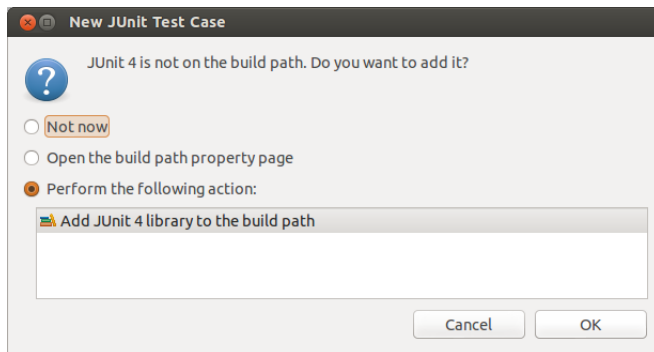 New JUnit Test Case
JUnit 4 is not on the build path. Do you want to add it?
Not now
Open the build path property page
Perform the following action:
Add JUnit 4 library to the build path
Cancel OK